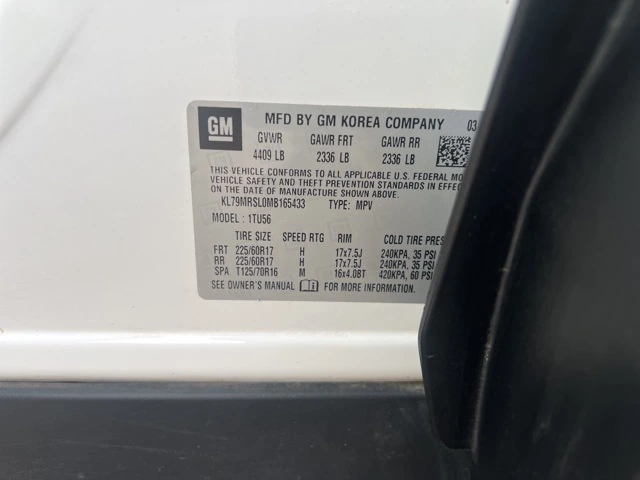 GM MFD BY GM KOREA COMPANY 03
GVWR GAWR FRT GAWR RR
4409 LB 2336 LB 2336 LB
THIS VEHICLE CONFORMS TO ALL APPLICABLE U.S. FEDERAL MO
VEHICLE SAFETY AND THEFT PREVENTION STANDARDS IN EFFECT
ON THE DATE OF MANUFACTURE SHOWN ABOVE.
KL79MRSL0MB165433 TYPE: MPV
MODEL : 1TU56
TIRE SIZE SPEED RTG RIM COLD TIRE PRES
FRT 225/60R17 H 17x7.5J 240KPA, 35 PSI
RR 225/60R17 H 17x7.5J 240KPA, 35 PSI
SPA T125/70R16 M 16x4.0BT 420KPA, 60 PSI
SEE OWNER'S MANUAL FOR MORE INFORMATION